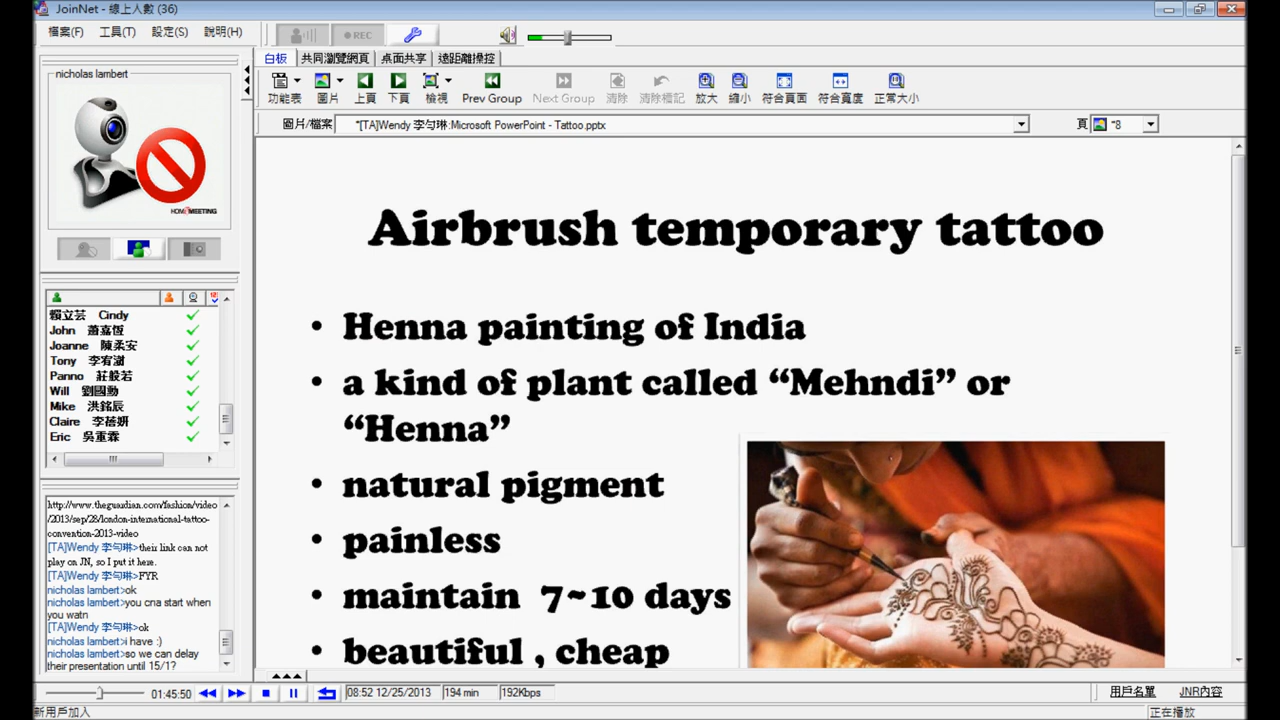 JoinNet - 線上人數 (36)
檔案(F) 工具(T) 設定(S) 說明(H)
REC
白板 共同瀏覽網頁 桌面共享 遠距離操控
功能表 圖片 上頁 下頁 檢視 Prev Group Next Group 清除 清除標記 放大 縮小 符合頁面 符合寬度 正常大小
圖片/檔案 *[TA]Wendy 李勻琳:Microsoft PowerPoint - Tattoo.pptx 頁 *8
nicholas lambert
HOMEMEETING
賴立芸 Cindy
John 蕭嘉恆
Joanne 陳柔安
Tony 李宥澍
Panno 莊般若
Will 劉國勳
Mike 洪銘辰
Claire 李蓓妍
Eric 吳重霖
http://www.theguardian.com/fashion/video
/2013/sep/28/london-international-tattoo-
convention-2013-video
[TA]Wendy 李勻琳>their link can not
play on JN, so I put it here.
[TA]Wendy 李勻琳>FYR
nicholas lambert>ok
nicholas lambert>you cna start when
you watn
[TA]Wendy 李勻琳>ok
nicholas lambert>i have :)
nicholas lambert>so we can delay
their presentation until 15/1?
Airbrush temporary tattoo
• Henna painting of India
• a kind of plant called “Mehndi” or
“Henna”
• natural pigment
• painless
• maintain 7~10 days
• beautiful , cheap
01:45:50 08:52 12/25/2013 194 min 192Kbps 用戶名單 JNR內容
新用戶加入 正在播放